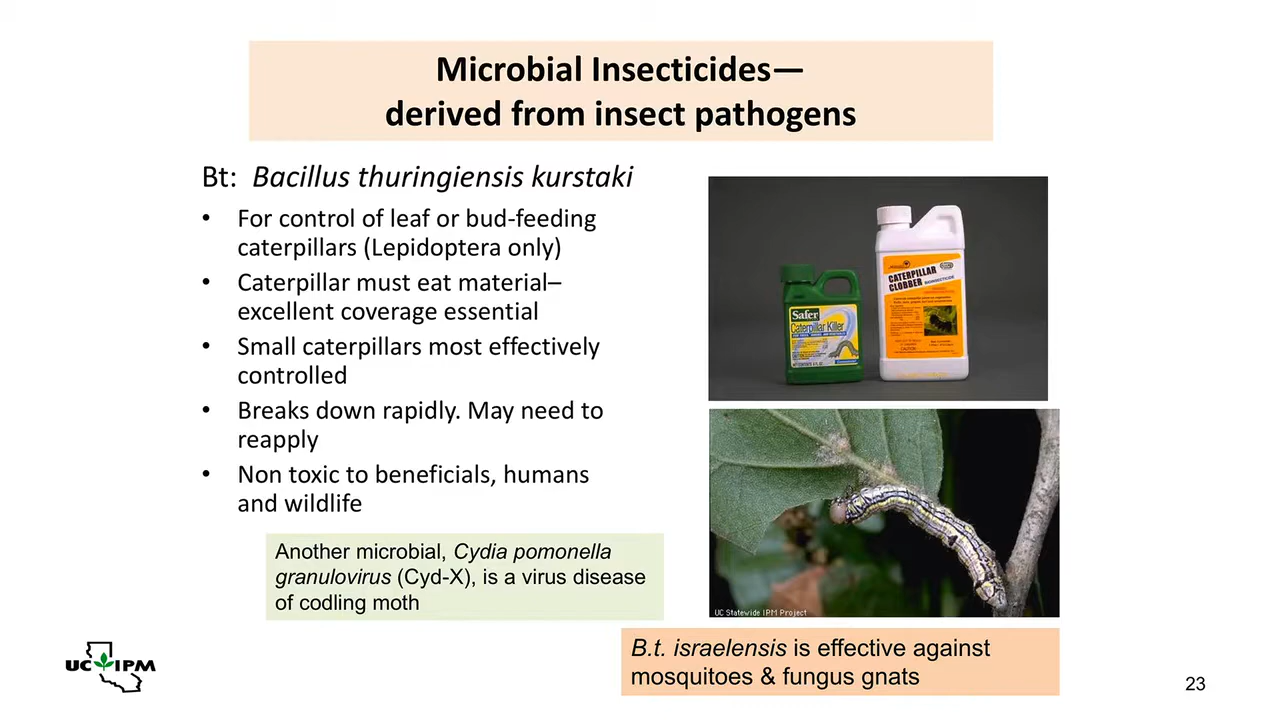 Microbial Insecticides—
derived from insect pathogens
Bt: Bacillus thuringiensis kurstaki
• For control of leaf or bud-feeding
caterpillars (Lepidoptera only)
• Caterpillar must eat material–
excellent coverage essential
• Small caterpillars most effectively
controlled
• Breaks down rapidly. May need to
reapply
• Non toxic to beneficials, humans
and wildlife
Another microbial, Cydia pomonella
granulovirus (Cyd-X), is a virus disease
of codling moth
Safer
Caterpillar Killer
CATERPILLAR
CLOBBER
BIOINSECTICIDE
CAUTION
UC Statewide IPM Project
B.t. israelensis is effective against
mosquitoes & fungus gnats
UC IPM
23